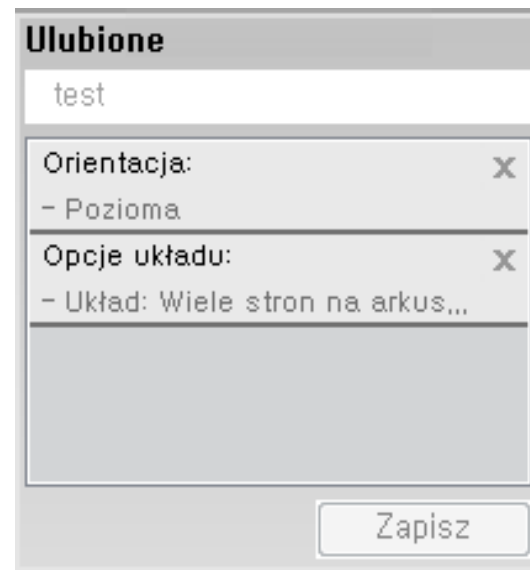 Ulubione
test
Orientacja:
- Pozioma
Opcje układu:
- Układ: Wiele stron na arkus...
Zapisz